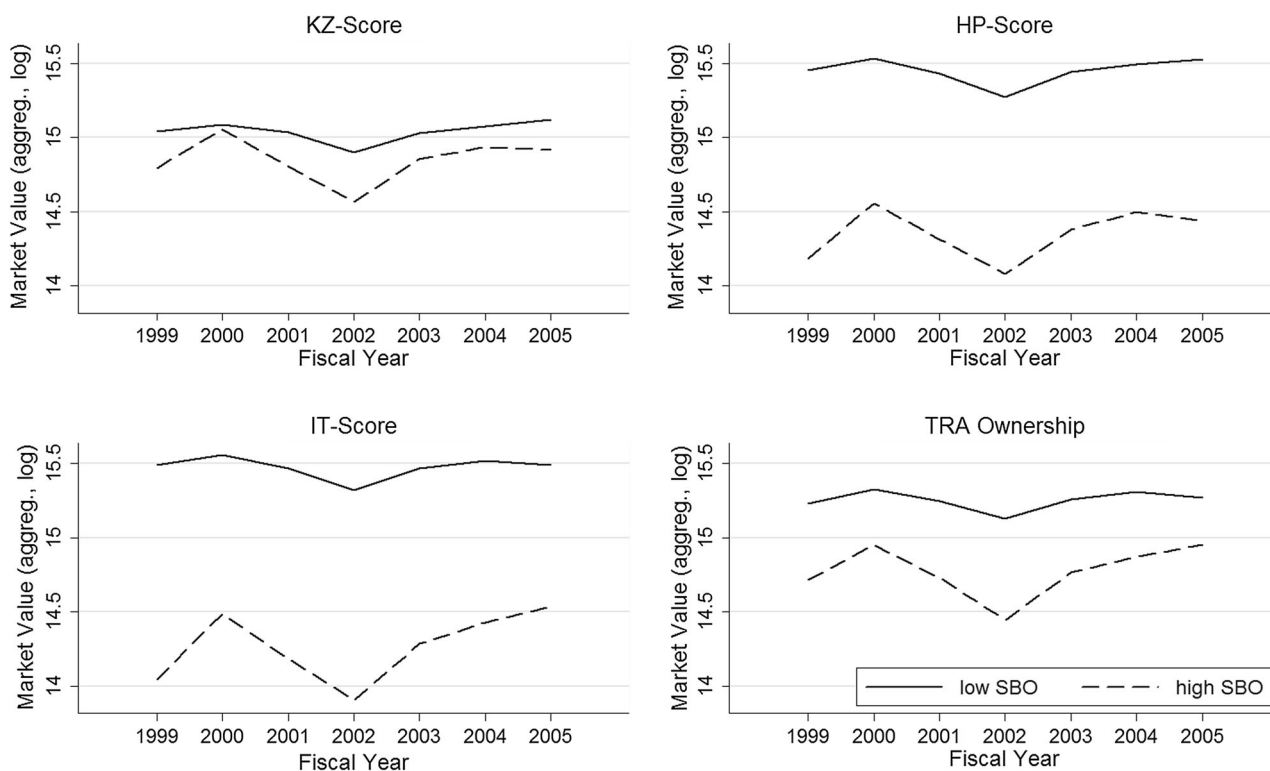 KZ-Score
Market Value (aggreg., log)
15.5
15
14.5
14
1999 2000 2001 2002 2003 2004 2005
Fiscal Year
HP-Score
Market Value (aggreg., log)
15.5
15
14.5
14
1999 2000 2001 2002 2003 2004 2005
Fiscal Year
IT-Score
Market Value (aggreg., log)
15.5
15
14.5
14
1999 2000 2001 2002 2003 2004 2005
Fiscal Year
TRA Ownership
Market Value (aggreg., log)
15.5
15
14.5
14
low SBO high SBO
1999 2000 2001 2002 2003 2004 2005
Fiscal Year